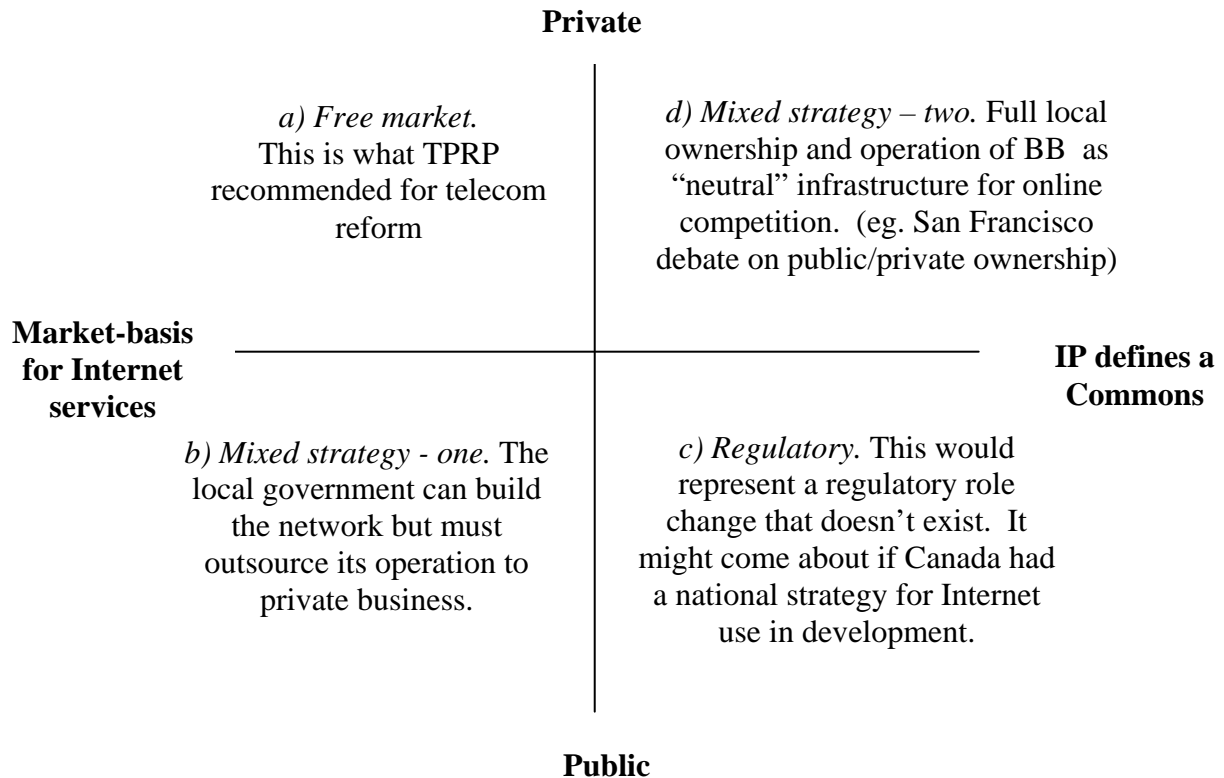 Private
a) Free market.
This is what TPRP
recommended for telecom
reform
d) Mixed strategy – two. Full local
ownership and operation of BB as
“neutral” infrastructure for online
competition. (eg. San Francisco
debate on public/private ownership)
Market-basis
for Internet
services
IP defines a
Commons
b) Mixed strategy - one. The
local government can build
the network but must
outsource its operation to
private business.
c) Regulatory. This would
represent a regulatory role
change that doesn’t exist. It
might come about if Canada had
a national strategy for Internet
use in development.
Public